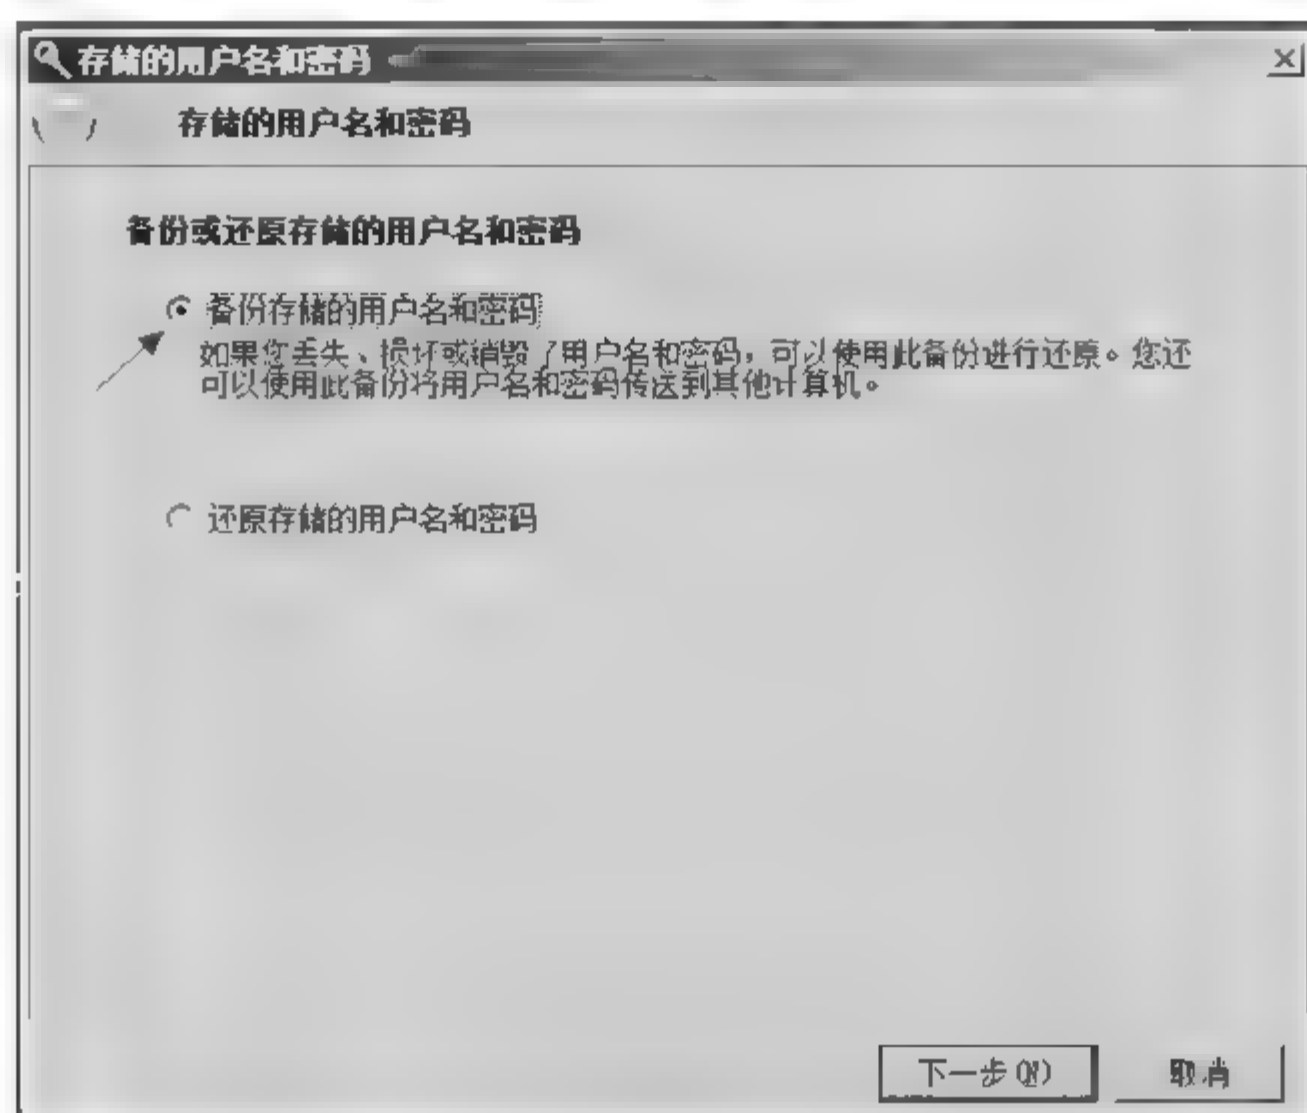 存储的用户名和密码
存储的用户名和密码
备份或还原存储的用户名和密码
备份存储的用户名和密码
如果您丢失、损坏或销毁了用户名和密码，可以使用此备份进行还原。您还
可以使用此备份将用户名和密码传送到其他计算机。
还原存储的用户名和密码
下一步(N) 取消